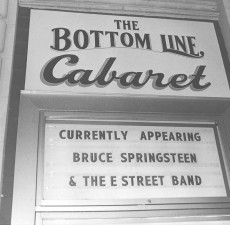 THE
BOTTOM LINE
Cabaret
CURRENTLY APPEARING
BRUCE SPRINGSTEEN
& THE E STREET BAND